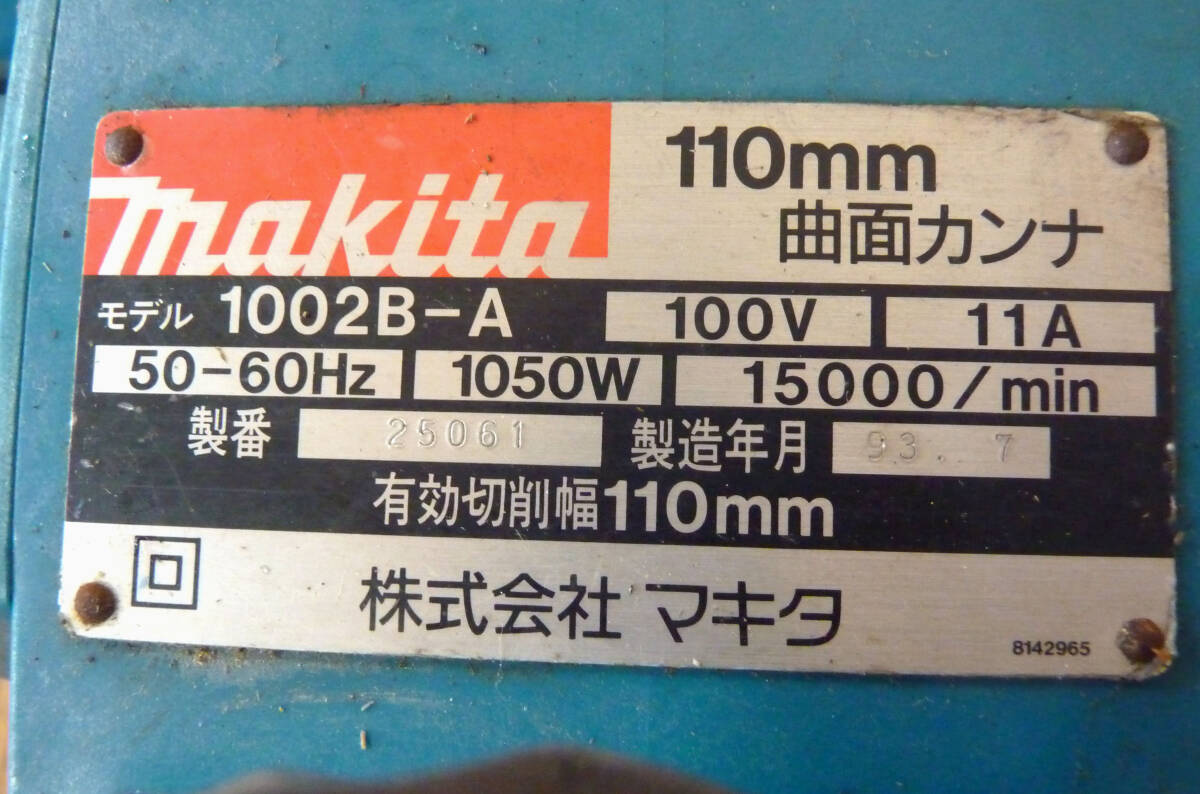 makita
110mm
曲面カンナ
モデル 1002B-A 100V 11A
50-60Hz 1050W 15000/min
製番 25061 製造年月 93. 7
有効切削幅110mm
株式会社 マキタ
8142965